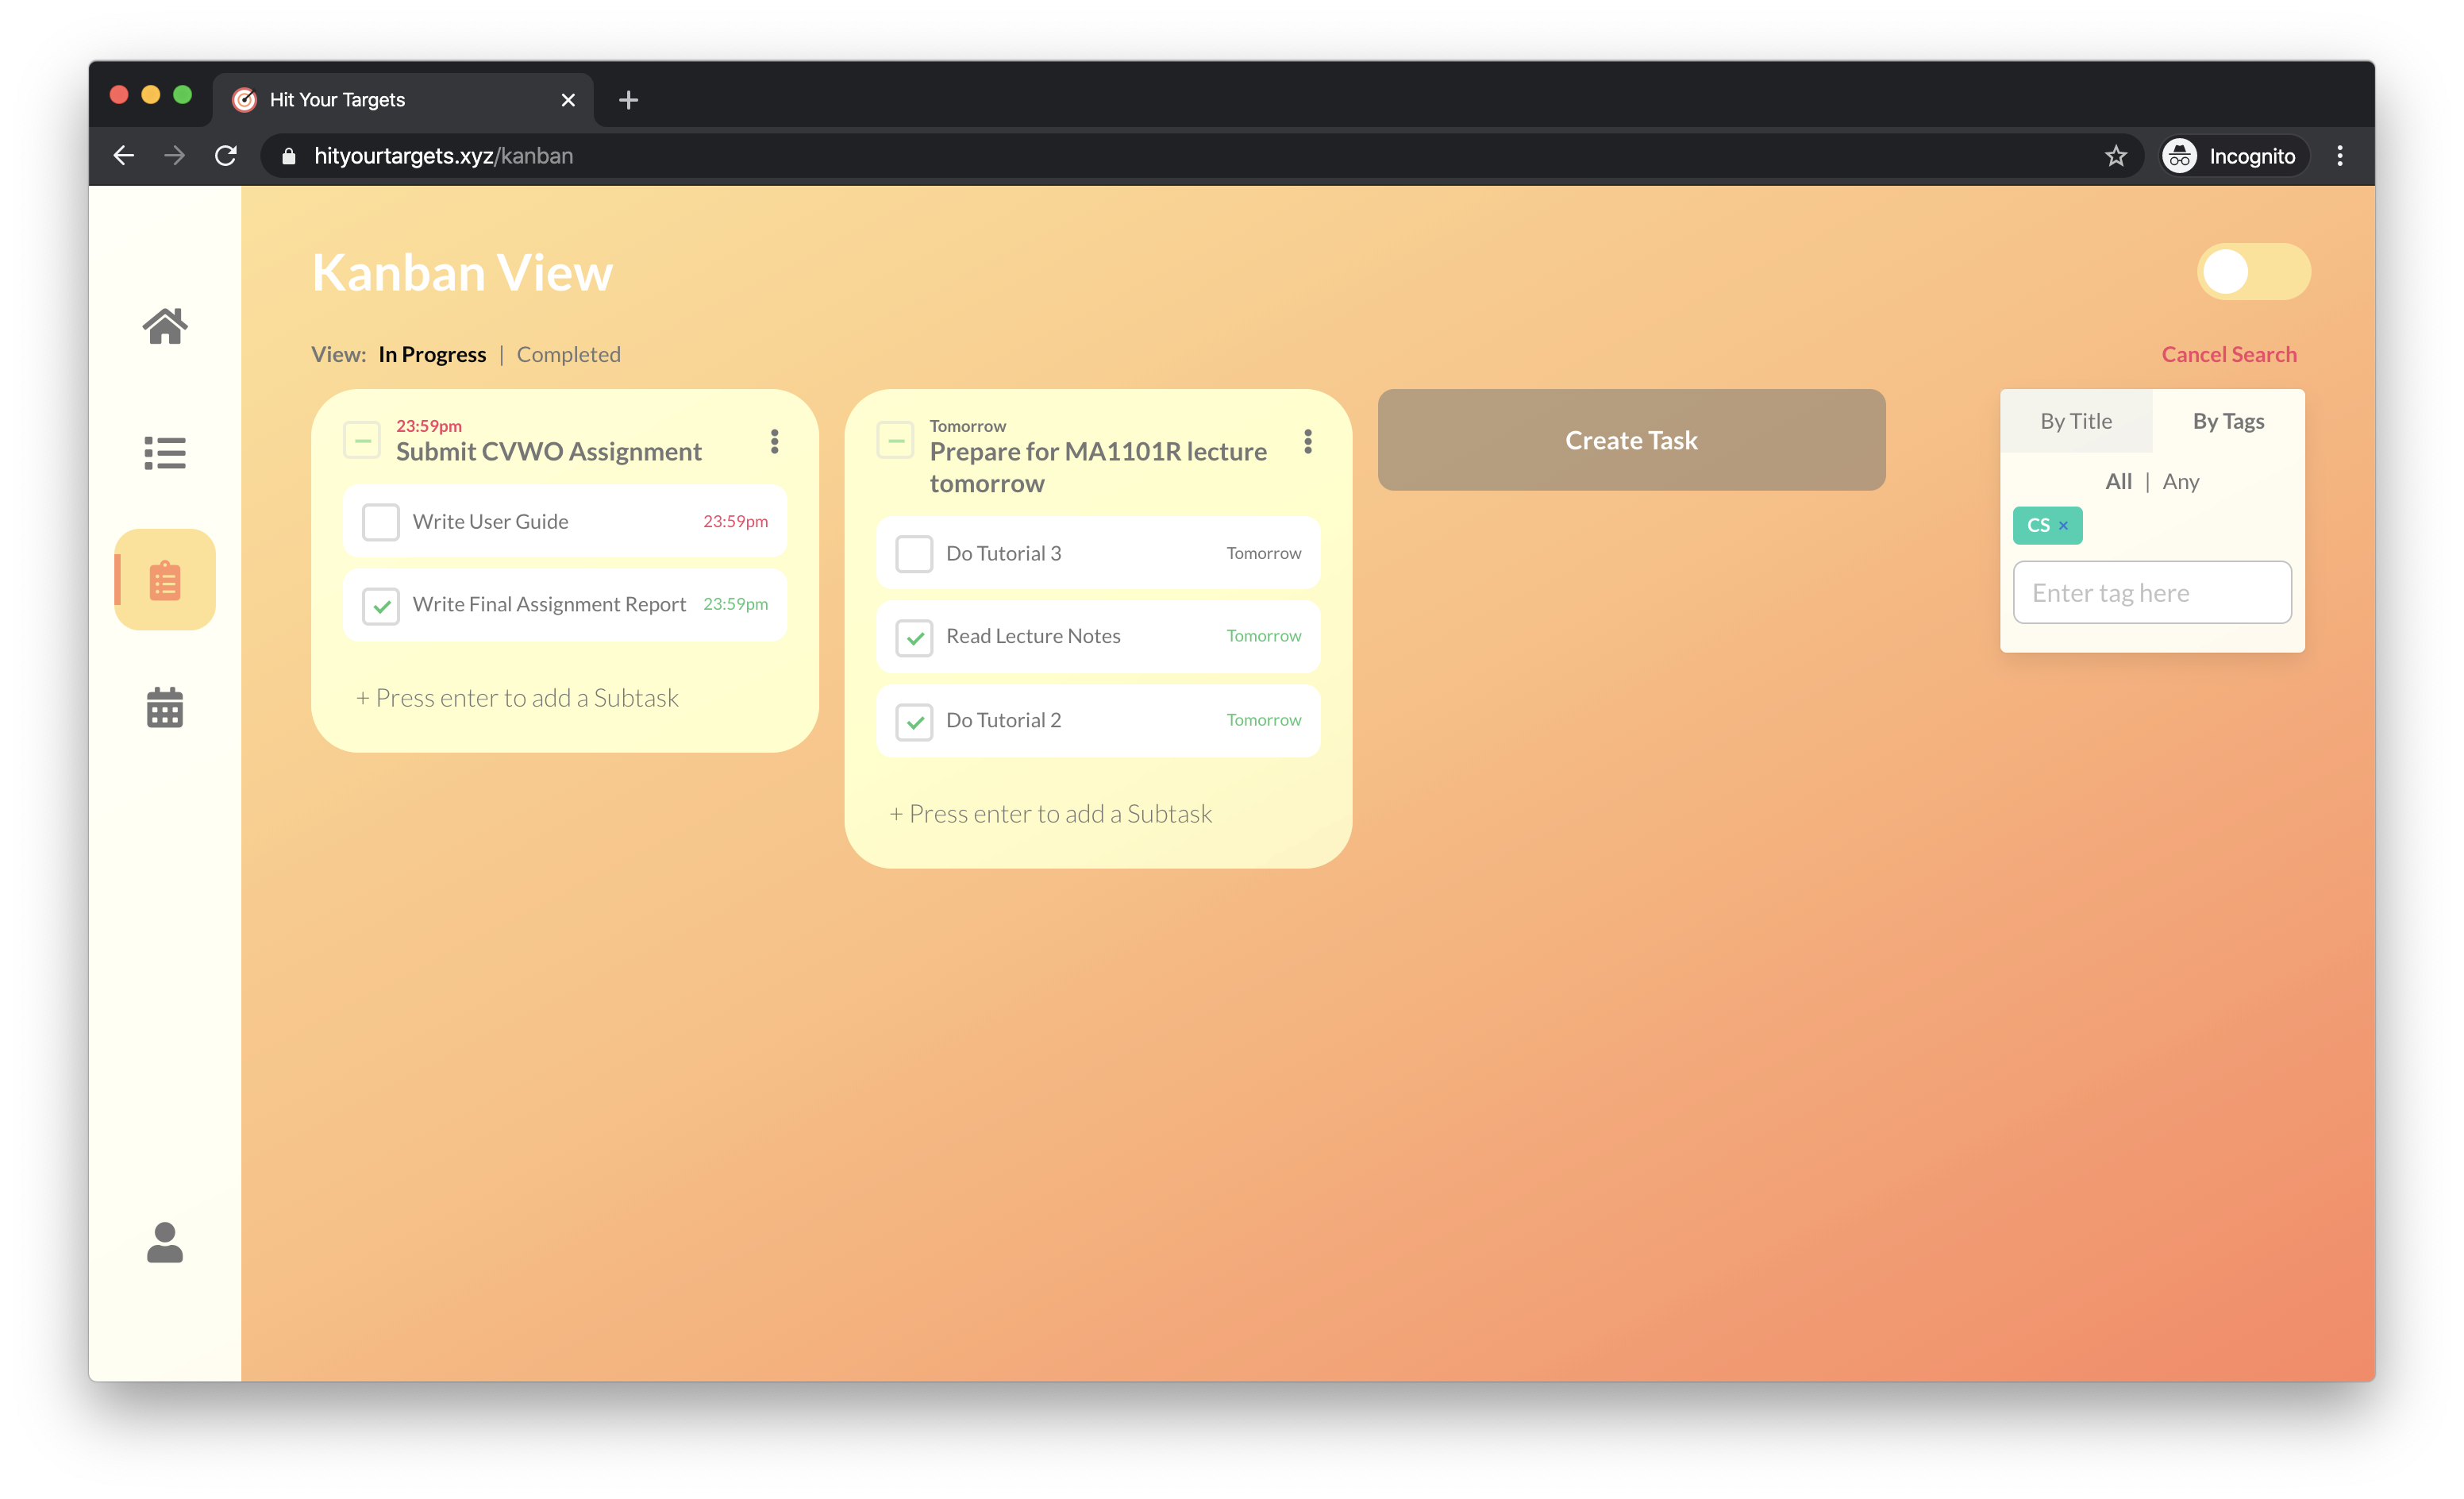 Hit Your Targets
hityourtargets.xyz/kanban
Incognito
Kanban View
View: In Progress | Completed
Cancel Search
23:59pm
Submit CVWO Assignment
Write User Guide 23:59pm
Write Final Assignment Report 23:59pm
+ Press enter to add a Subtask
Tomorrow
Prepare for MA1101R lecture
tomorrow
Do Tutorial 3 Tomorrow
Read Lecture Notes Tomorrow
Do Tutorial 2 Tomorrow
+ Press enter to add a Subtask
Create Task
By Title By Tags
All | Any
CS ×
Enter tag here